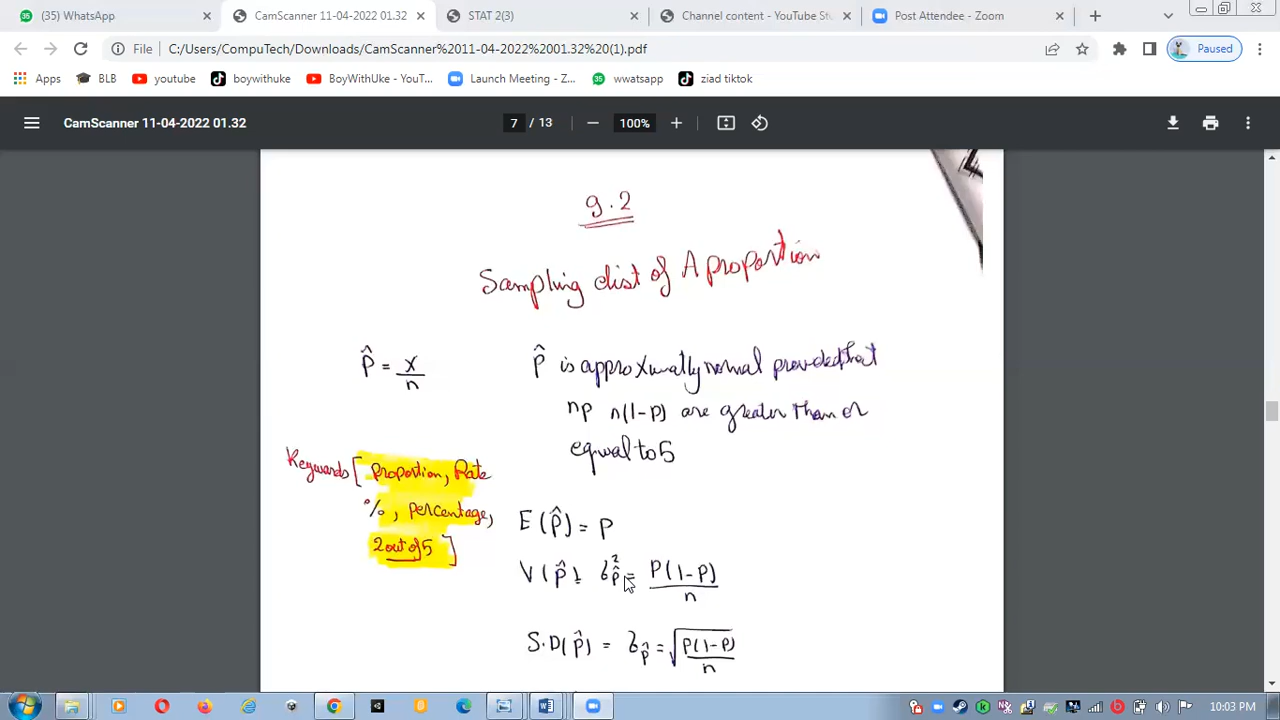 (35) WhatsApp
CamScanner 11-04-2022 01.32
STAT 2(3)
Channel content - YouTube Stu
Post Attendee - Zoom
File
C:/Users/CompuTech/Downloads/CamScanner%2011-04-2022%2001.32%20(1).pdf
Paused
Apps
BLB
youtube
boywithuke
BoyWithUke - YouT...
Launch Meeting - Z...
wwatsapp
ziad tiktok
CamScanner 11-04-2022 01.32
7 / 13
100%
9.2
Sampling dist of A proportion
P̂ = x/n
P̂ is approximatly normal provided that
np n(1-p) are greater than or
equal to 5
Keywords [ proportion, Rate
%, percentage,
2 out of 5 ]
E(P̂) = P
V(P̂) = σ²P̂ = P(1-P)/n
S.D(P̂) = σP̂ = √P(1-P)/n
10:03 PM